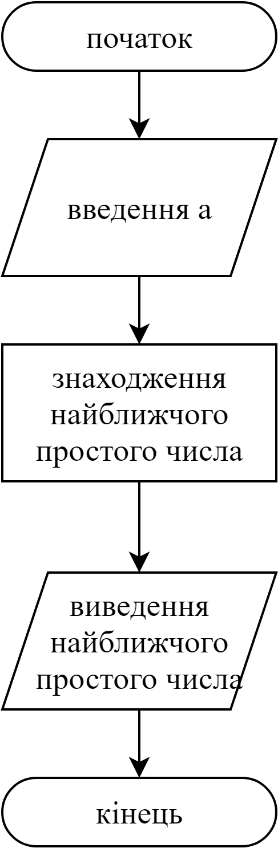 початок
введення а
знаходження
найближчого
простого числа
виведення
найближчого
простого числа
кінець